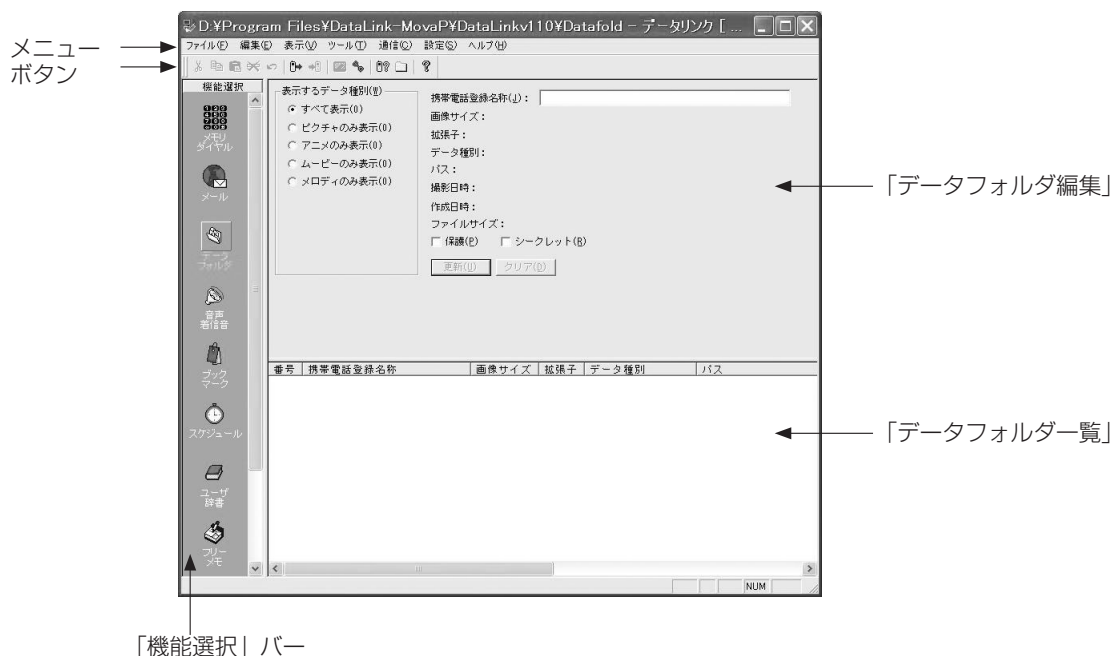 D:¥Program Files¥DataLink-MovaP¥DataLinkv110¥Datafold - データリンク [ ...
メニュー
ファイル(F) 編集(E) 表示(V) ツール(T) 通信(C) 設定(S) ヘルプ(H)
ボタン
機能選択
メモリ
ダイヤル
メール
データ
フォルダ
音声
着信音
ブック
マーク
スケジュール
ユーザ
辞書
フリー
メモ
表示するデータ種別(W)
すべて表示(0)
ピクチャのみ表示(0)
アニメのみ表示(0)
ムービーのみ表示(0)
メロディのみ表示(0)
携帯電話登録名称(J):
画像サイズ:
拡張子:
データ種別:
パス:
撮影日時:
作成日時:
ファイルサイズ:
保護(P) シークレット(R)
更新(U) クリア(D)
「データフォルダ編集」
番号 携帯電話登録名称 画像サイズ 拡張子 データ種別 パス
「データフォルダ一覧」
NUM
「機能選択」バー